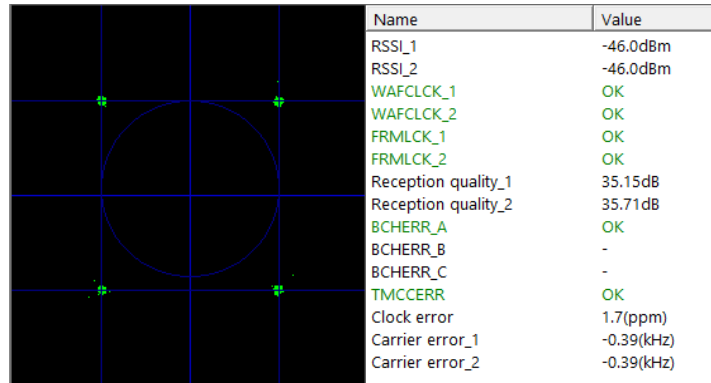 Name Value
RSSI_1 -46.0dBm
RSSI_2 -46.0dBm
WAFCLCK_1 OK
WAFCLCK_2 OK
FRMLCK_1 OK
FRMLCK_2 OK
Reception quality_1 35.15dB
Reception quality_2 35.71dB
BCHERR_A OK
BCHERR_B -
BCHERR_C -
TMCCERR OK
Clock error 1.7(ppm)
Carrier error_1 -0.39(kHz)
Carrier error_2 -0.39(kHz)